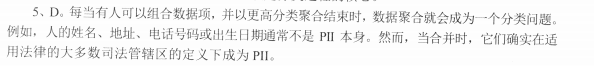 5、D。每当有人可以组合数据项，并以更高分类聚合结束时，数据聚合就会成为一个分类问题。
例如，人的姓名、地址、电话号码或出生日期通常不是 PII 本身。然而，当合并时，它们确实在适
用法律的大多数司法管辖区的定义下成为 PII。